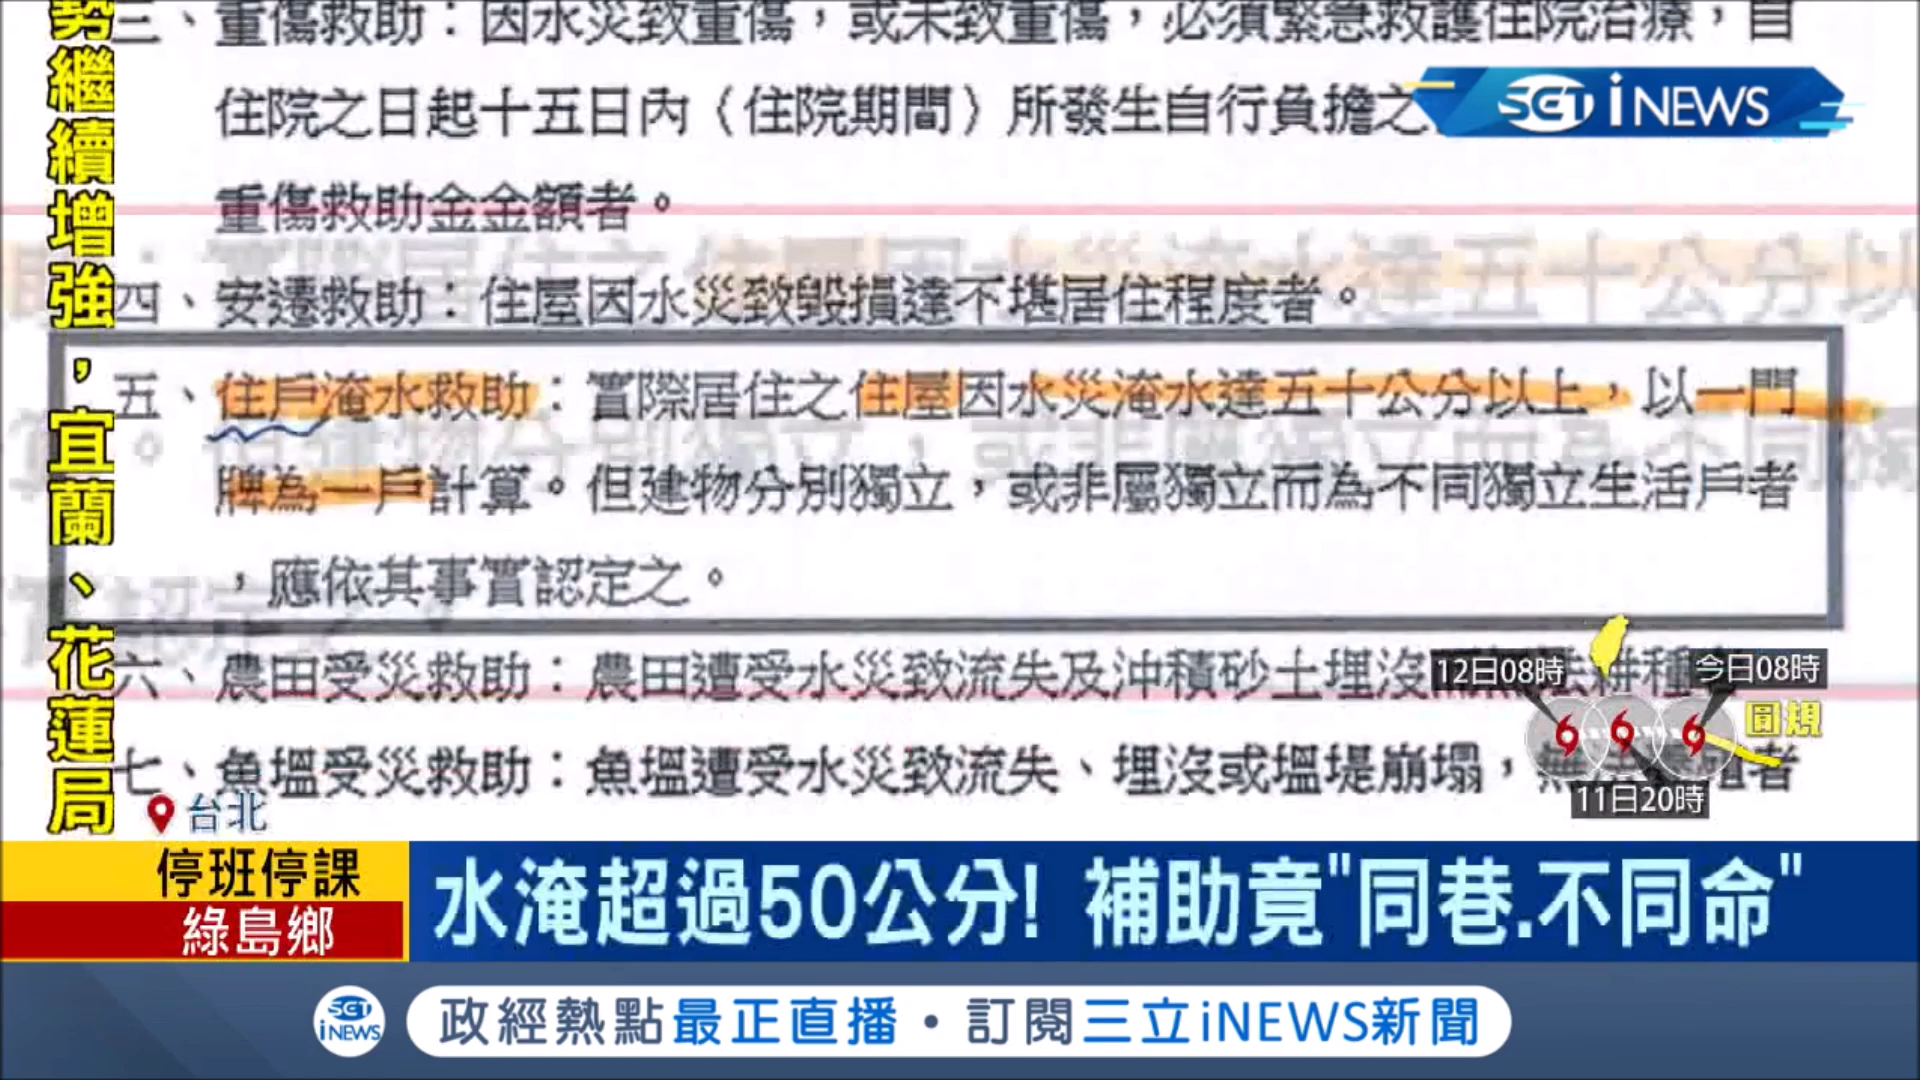 三、重傷救助：因水災致重傷，或未致重傷，必須緊急救護住院治療，自
住院之日起十五日內（住院期間）所發生自行負擔之
重傷救助金金額者。
四、安遷救助：住屋因水災致毀損達不堪居住程度者。
五、住戶淹水救助：實際居住之住屋因水災淹水達五十公分以上，以一門
牌為一戶計算。但建物分別獨立，或非屬獨立而為不同獨立生活戶者
，應依其事實認定之。
六、農田受災救助：農田遭受水災致流失及沖積砂土埋沒
七、魚塭受災救助：魚塭遭受水災致流失、埋沒或塭堤崩塌，
SET iNEWS
勢繼續增強，宜蘭、花蓮局
12日08時
今日08時
圓規
11日20時
台北
停班停課
綠島鄉
水淹超過50公分! 補助竟"同巷.不同命"
SET iNEWS
政經熱點最正直播・訂閱三立iNEWS新聞